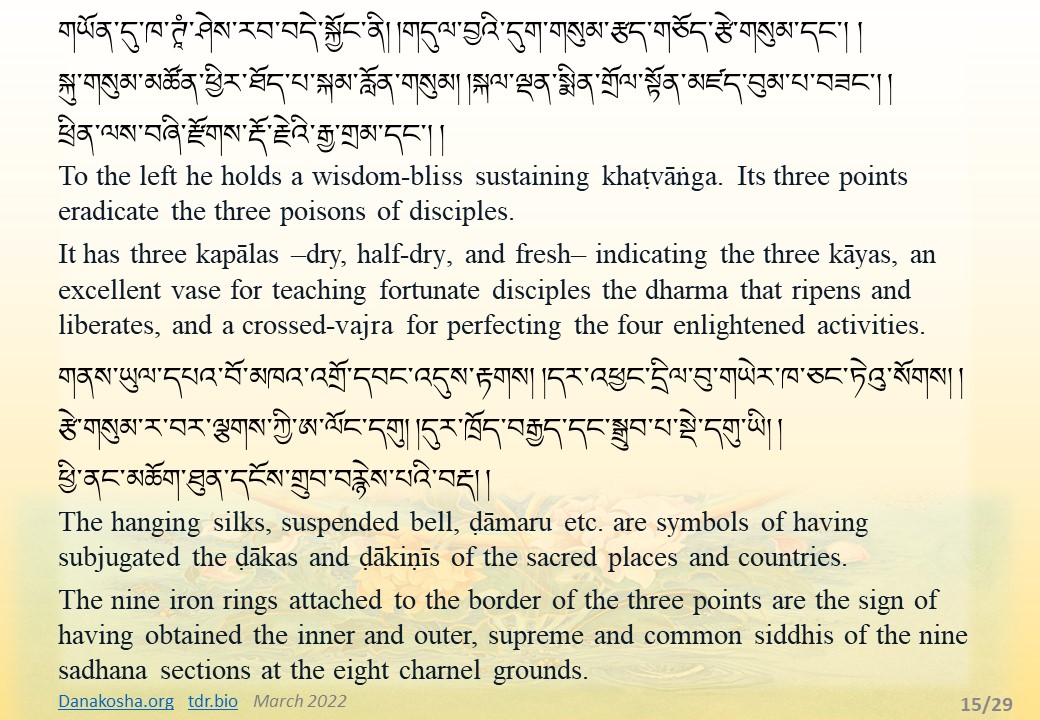 གཡོན་དུ་ཁ་ཊྭཱཾ་ཤེས་རབ་བདེ་སྐྱོང་ནི། །གདུལ་བྱའི་དུག་གསུམ་རྩད་གཅོད་རྩེ་གསུམ་དང་། །
སྐུ་གསུམ་མཚོན་ཕྱིར་ཐོད་པ་སྐམ་རློན་གསུམ། །སྐལ་ལྡན་སྨིན་གྲོལ་སྟོན་མཛད་བུམ་པ་བཟང་། །
ཕྲིན་ལས་བཞི་རྫོགས་རྡོ་རྗེའི་རྒྱ་གྲམ་དང་། །
To the left he holds a wisdom-bliss sustaining khaṭvāṅga. Its three points
eradicate the three poisons of disciples.
It has three kapālas –dry, half-dry, and fresh– indicating the three kāyas, an
excellent vase for teaching fortunate disciples the dharma that ripens and
liberates, and a crossed-vajra for perfecting the four enlightened activities.
གནས་ཡུལ་དཔའ་བོ་མཁའ་འགྲོ་དབང་འདུས་རྟགས། །དར་འཕྱང་དྲིལ་བུ་གཡེར་ཁ་ཅང་ཏེའུ་སོགས། །
རྩེ་གསུམ་ར་བར་ལྕགས་ཀྱི་ཨ་ལོང་དགུ། །དུར་ཁྲོད་བརྒྱད་དང་སྒྲུབ་པ་སྡེ་དགུ་ཡི། །
ཕྱི་ནང་མཆོག་ཐུན་དངོས་གྲུབ་བརྙེས་པའི་བརྡ། །
The hanging silks, suspended bell, ḍāmaru etc. are symbols of having
subjugated the ḍākas and ḍākiṇīs of the sacred places and countries.
The nine iron rings attached to the border of the three points are the sign of
having obtained the inner and outer, supreme and common siddhis of the nine
sadhana sections at the eight charnel grounds.
Danakosha.org tdr.bio March 2022 15/29